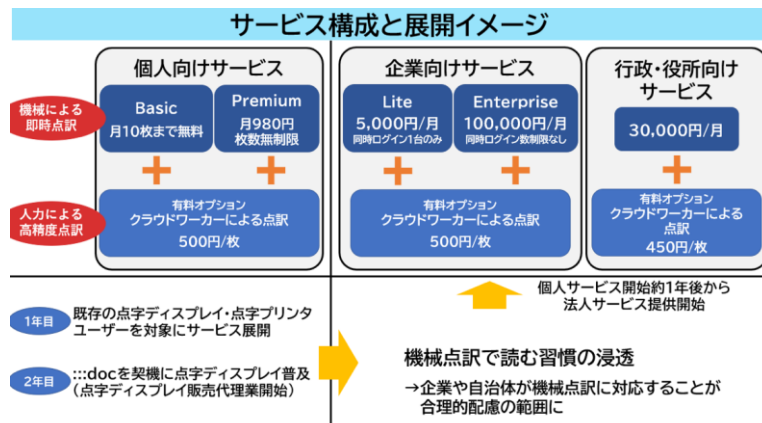 サービス構成と展開イメージ
個人向けサービス
企業向けサービス
行政・役所向け
サービス
機械による
即時点訳
Basic
月10枚まで無料
Premium
月980円
枚数無制限
Lite
5,000円/月
同時ログイン1台のみ
Enterprise
100,000円/月
同時ログイン数制限なし
30,000円/月
+
+
+
+
+
人力による
高精度点訳
有料オプション
クラウドワーカーによる点訳
500円/枚
有料オプション
クラウドワーカーによる点訳
500円/枚
有料オプション
クラウドワーカーによる
点訳
450円/枚
個人サービス開始約1年後から
法人サービス提供開始
1年目
既存の点字ディスプレイ・点字プリンタ
ユーザーを対象にサービス展開
2年目
:::docを契機に点字ディスプレイ普及
(点字ディスプレイ販売代理業開始)
機械点訳で読む習慣の浸透
→企業や自治体が機械点訳に対応することが
合理的配慮の範囲に